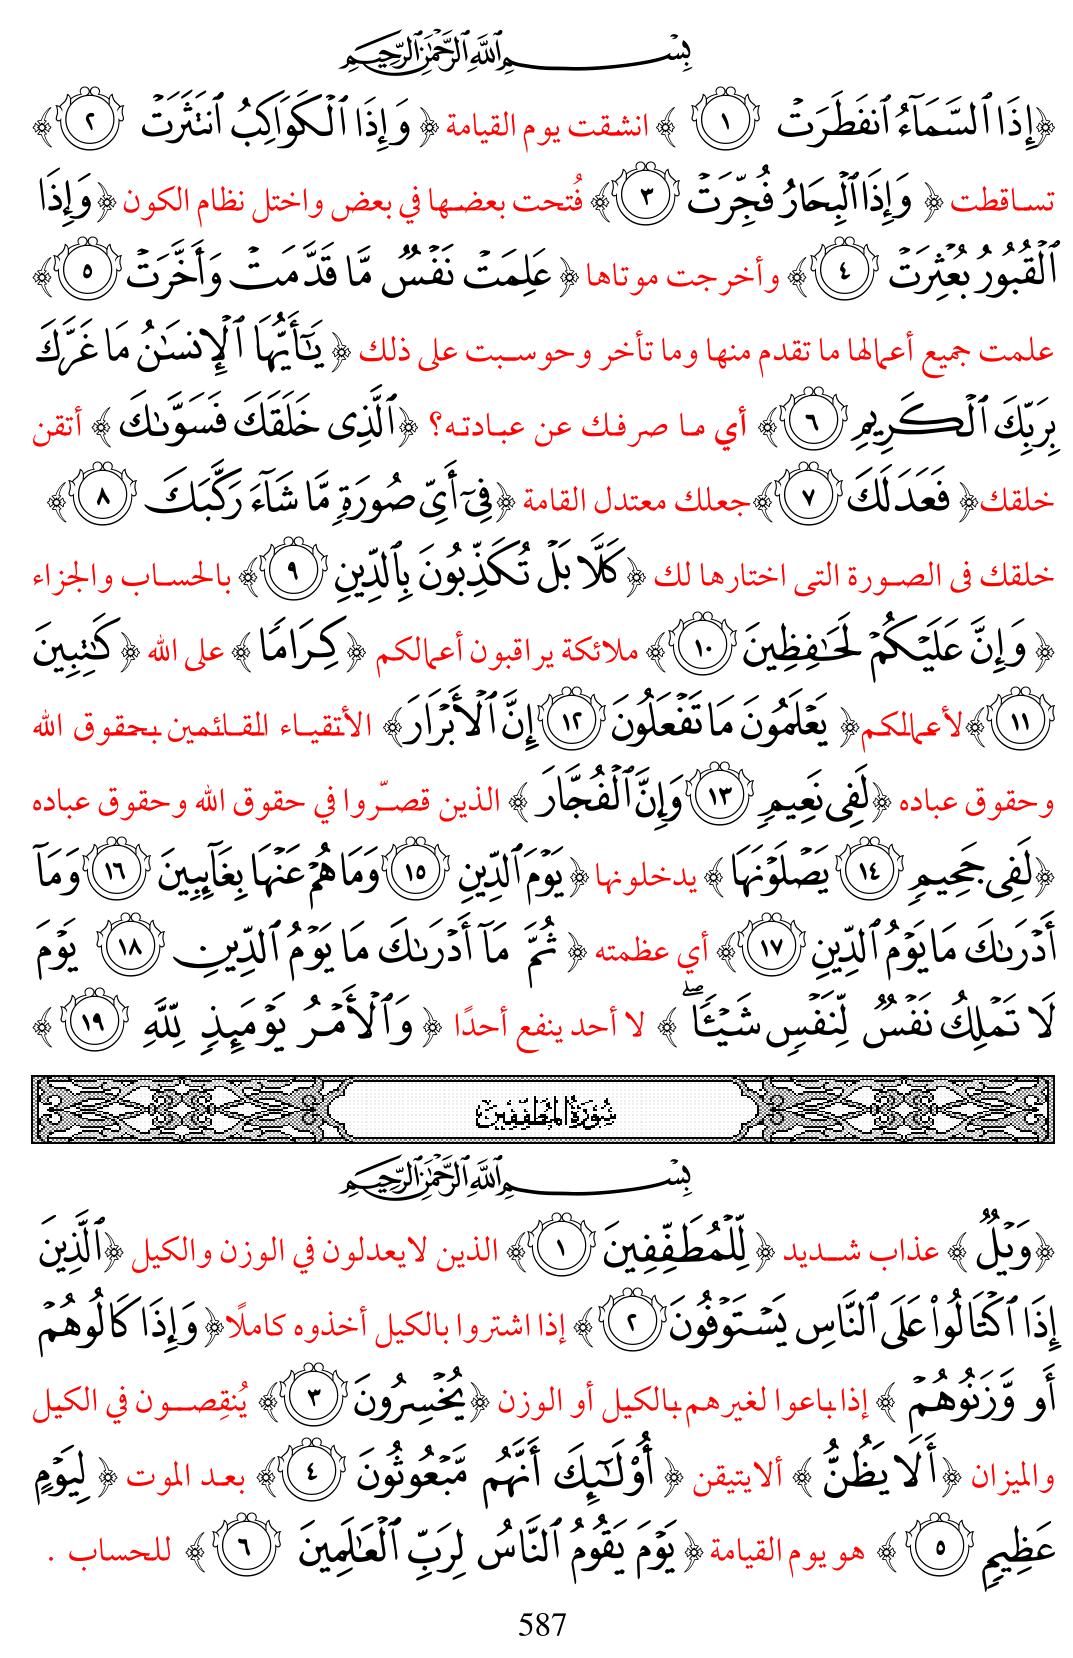 بِسْمِ ٱللَّهِ ٱلرَّحْمَٰنِ ٱلرَّحِيمِ
﴿إِذَا ٱلسَّمَآءُ ٱنفَطَرَتْ ١ ﴾ انشقت يوم القيامة ﴿ وَإِذَا ٱلْكَوَاكِبُ ٱنتَثَرَتْ ٢ ﴾
تساقطت ﴿ وَإِذَا ٱلْبِحَارُ فُجِّرَتْ ٣ ﴾ فُتحت بعضها في بعض واختل نظام الكون ﴿وَإِذَا
ٱلْقُبُورُ بُعْثِرَتْ ٤ ﴾ وأخرجت موتاها ﴿ عَلِمَتْ نَفْسٌ مَّا قَدَّمَتْ وَأَخَّرَتْ ٥ ﴾
علمت جميع أعمالها ما تقدم منها وما تأخر وحوسبت على ذلك ﴿ يَٰٓأَيُّهَا ٱلْإِنسَٰنُ مَا غَرَّكَ
بِرَبِّكَ ٱلْكَرِيمِ ٦ ﴾ أي ما صرفك عن عبادته؟ ﴿ٱلَّذِى خَلَقَكَ فَسَوَّىٰكَ ﴾ أتقن
خلقك﴿ فَعَدَلَكَ ٧ ﴾جعلك معتدل القامة ﴿فِىٓ أَىِّ صُورَةٍ مَّا شَآءَ رَكَّبَكَ ٨ ﴾
خلقك فى الصورة التى اختارها لك ﴿كَلَّا بَلْ تُكَذِّبُونَ بِٱلدِّينِ ٩ ﴾ بالحساب والجزاء
﴿ وَإِنَّ عَلَيْكُمْ لَحَٰفِظِينَ ١٠ ﴾ ملائكة يراقبون أعمالكم ﴿كِرَامًا ﴾ على الله ﴿كَٰتِبِينَ
١١ ﴾لأعمالكم﴿ يَعْلَمُونَ مَا تَفْعَلُونَ ١٢ إِنَّ ٱلْأَبْرَارَ﴾ الأتقياء القائمين بحقوق الله
وحقوق عباده ﴿لَفِى نَعِيمٍ ١٣ وَإِنَّ ٱلْفُجَّارَ ﴾ الذين قصّروا في حقوق الله وحقوق عباده
﴿لَفِى جَحِيمٍ ١٤ يَصْلَوْنَهَا ﴾ يدخلونها ﴿يَوْمَ ٱلدِّينِ ١٥ وَمَا هُمْ عَنْهَا بِغَآئِبِينَ ١٦ وَمَآ
أَدْرَىٰكَ مَا يَوْمُ ٱلدِّينِ ١٧ ﴾ أي عظمته ﴿ ثُمَّ مَآ أَدْرَىٰكَ مَا يَوْمُ ٱلدِّينِ ١٨ يَوْمَ
لَا تَمْلِكُ نَفْسٌ لِّنَفْسٍ شَيْـًٔا ۖ ﴾ لا أحد ينفع أحدًا ﴿ وَٱلْأَمْرُ يَوْمَئِذٍ لِّلَّهِ ١٩ ﴾
سُورَةُ المُطَفِّفِينَ
بِسْمِ ٱللَّهِ ٱلرَّحْمَٰنِ ٱلرَّحِيمِ
﴿وَيْلٌ ﴾ عذاب شديد ﴿ لِّلْمُطَفِّفِينَ ١ ﴾ الذين لايعدلون في الوزن والكيل ﴿ٱلَّذِينَ
إِذَا ٱكْتَالُوا۟ عَلَى ٱلنَّاسِ يَسْتَوْفُونَ ٢ ﴾ إذا اشتروا بالكيل أخذوه كاملًا﴿ وَإِذَا كَالُوهُمْ
أَو وَّزَنُوهُمْ ﴾ إذا باعوا لغيرهم بالكيل أو الوزن ﴿يُخْسِرُونَ ٣ ﴾ يُنقِصون في الكيل
والميزان ﴿أَلَا يَظُنُّ ﴾ ألايتيقن ﴿ أُو۟لَٰٓئِكَ أَنَّهُم مَّبْعُوثُونَ ٤ ﴾ بعد الموت ﴿ لِيَوْمٍ
عَظِيمٍ ٥ ﴾ هو يوم القيامة ﴿يَوْمَ يَقُومُ ٱلنَّاسُ لِرَبِّ ٱلْعَٰلَمِينَ ٦ ﴾ للحساب .
587